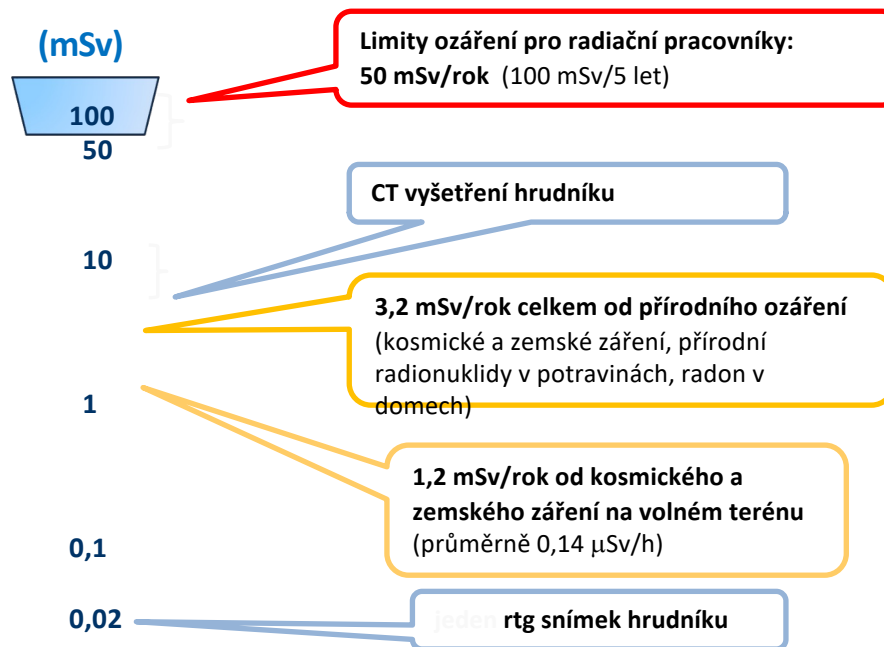 (mSv)
Limity ozáření pro radiační pracovníky:
50 mSv/rok (100 mSv/5 let)
100
50
CT vyšetření hrudníku
10
3,2 mSv/rok celkem od přírodního ozáření
(kosmické a zemské záření, přírodní
radionuklidy v potravinách, radon v
domech)
1
1,2 mSv/rok od kosmického a
zemského záření na volném terénu
(průměrně 0,14 μSv/h)
0,1
0,02
jeden rtg snímek hrudníku